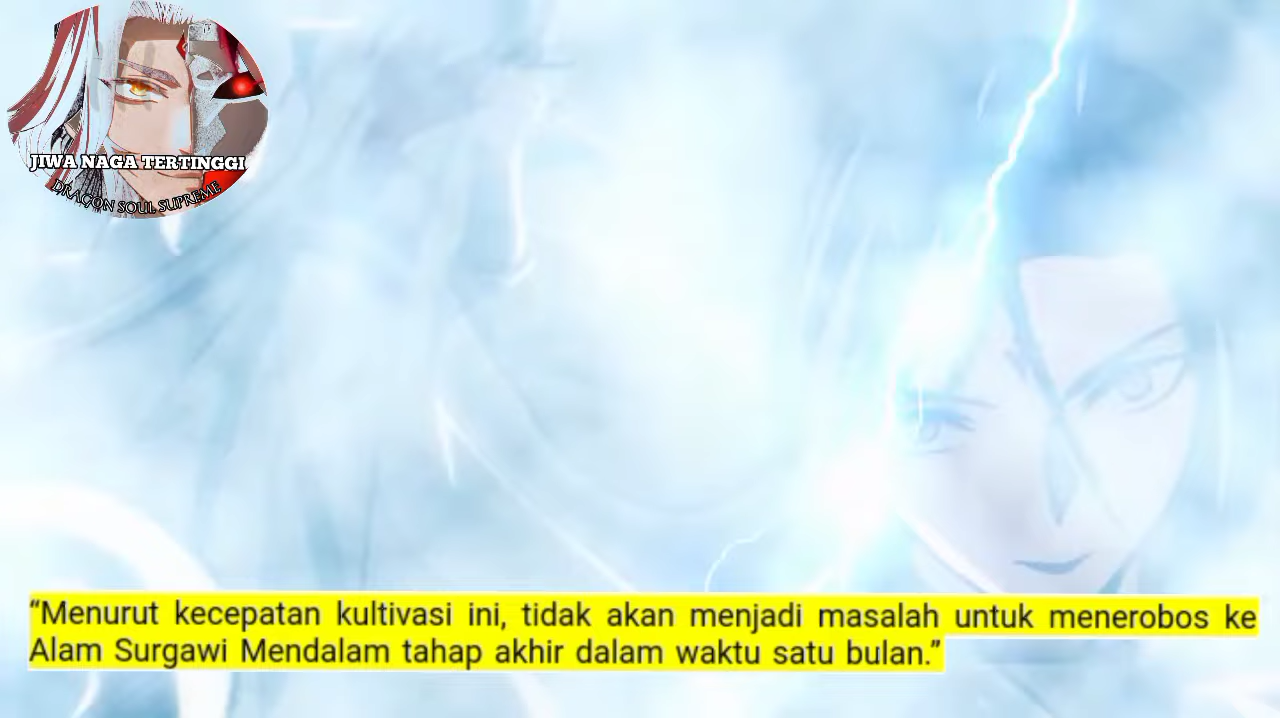 JIWA NAGA TERTINGGI
DRAGON SOUL SUPREME
“Menurut kecepatan kultivasi ini, tidak akan menjadi masalah untuk menerobos ke
Alam Surgawi Mendalam tahap akhir dalam waktu satu bulan.”